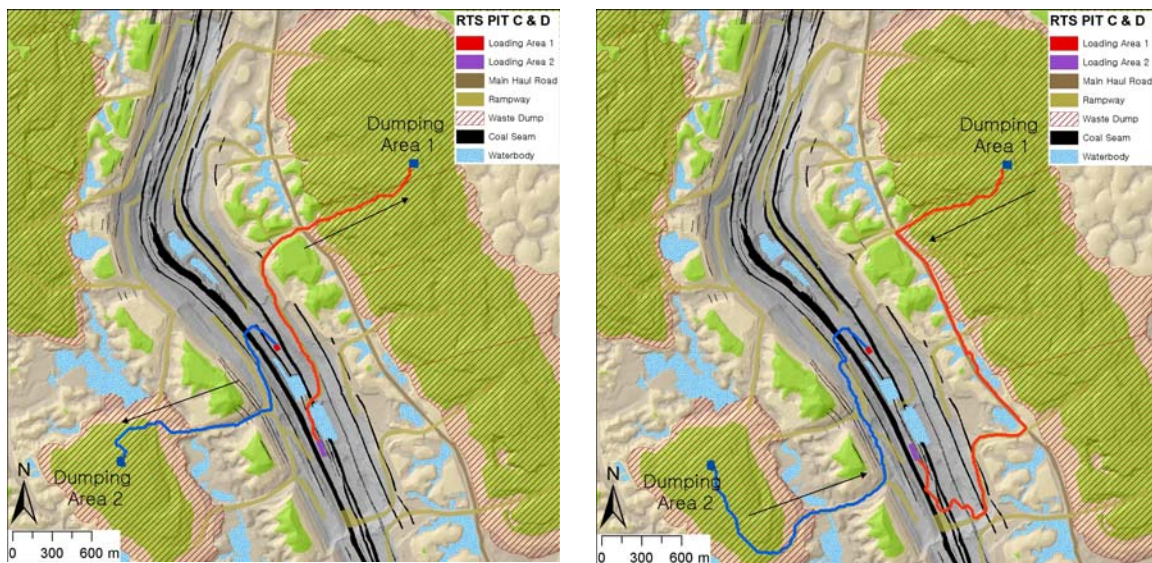 RTS PIT C & D
Loading Area 1
Loading Area 2
Main Haul Road
Rampway
Waste Dump
Coal Seam
Waterbody
Dumping
Area 1
Dumping
Area 2
N
0 300 600 m
RTS PIT C & D
Loading Area 1
Loading Area 2
Main Haul Road
Rampway
Waste Dump
Coal Seam
Waterbody
Dumping
Area 1
Dumping
Area 2
N
0 300 600 m